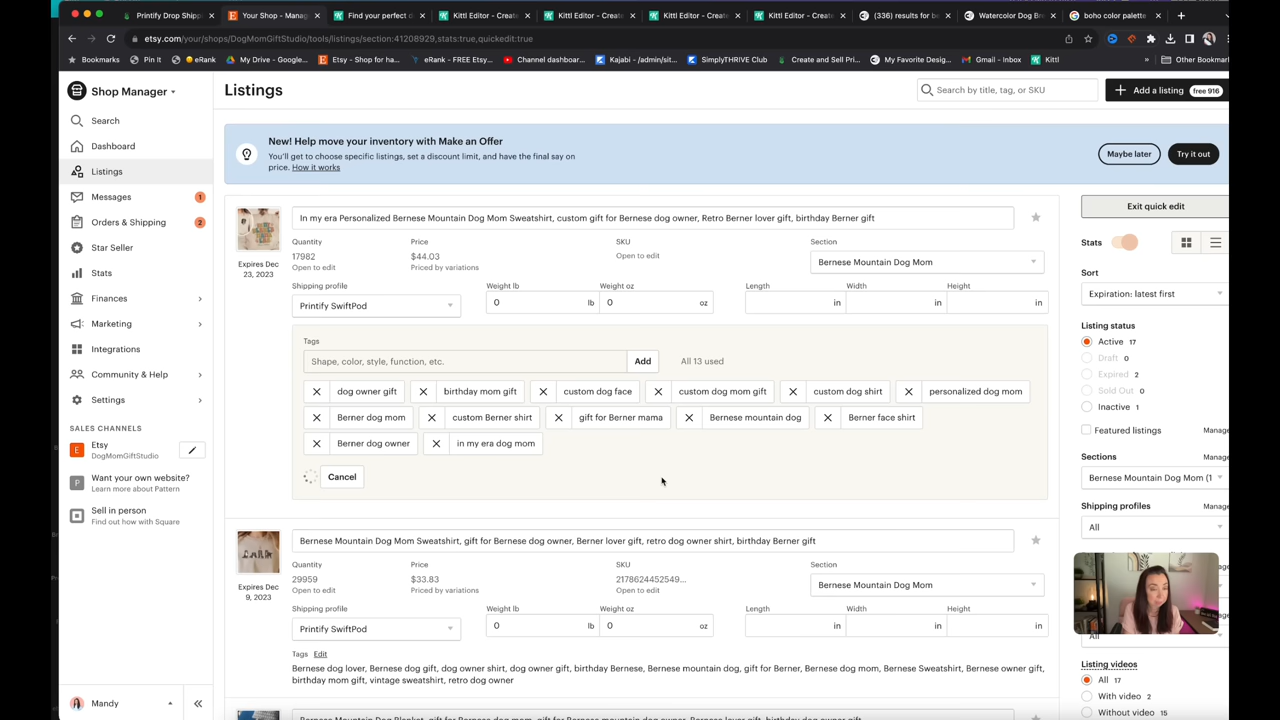 Printify Drop Shipp
Your Shop - Manag
Find your perfect c
Kittl Editor - Create
Kittl Editor - Create
Kittl Editor - Create
Kittl Editor - Create
(336) results for be
Watercolor Dog Br
boho color palette
etsy.com/your/shops/DogMomGiftStudio/tools/listings/section:41208929,stats:true,quickedit:true
Bookmarks
Pin It
eRank
My Drive - Google...
Etsy - Shop for ha...
eRank - FREE Etsy...
Channel dashboar...
Kajabi - /admin/sit...
SimplyTHRIVE Club
Create and Sell Pri...
My Favorite Desig...
Gmail - Inbox
Kittl
»
Other Bookmar
Shop Manager
Search
Dashboard
Listings
Messages
1
Orders & Shipping
2
Star Seller
Stats
Finances
Marketing
Integrations
Community & Help
Settings
SALES CHANNELS
Etsy
DogMomGiftStudio
Want your own website?
Learn more about Pattern
Sell in person
Find out how with Square
Mandy
«
Listings
Search by title, tag, or SKU
Add a listing
free 916
New! Help move your inventory with Make an Offer
You'll get to choose specific listings, set a discount limit, and have the final say on
price. How it works
Maybe later
Try it out
Expires Dec
23, 2023
In my era Personalized Bernese Mountain Dog Mom Sweatshirt, custom gift for Bernese dog owner, Retro Berner lover gift, birthday Berner gift
Quantity
17982
Open to edit
Price
$44.03
Priced by variations
SKU
Open to edit
Section
Bernese Mountain Dog Mom
Shipping profile
Printify SwiftPod
Weight lb
0 lb
Weight oz
0 oz
Length
in
Width
in
Height
in
Tags
Shape, color, style, function, etc.
Add
All 13 used
dog owner gift
birthday mom gift
custom dog face
custom dog mom gift
custom dog shirt
personalized dog mom
Berner dog mom
custom Berner shirt
gift for Berner mama
Bernese mountain dog
Berner face shirt
Berner dog owner
in my era dog mom
Cancel
Expires Dec
9, 2023
Bernese Mountain Dog Mom Sweatshirt, gift for Bernese dog owner, Berner lover gift, retro dog owner shirt, birthday Berner gift
Quantity
29959
Open to edit
Price
$33.83
Priced by variations
SKU
2178624452549...
Open to edit
Section
Bernese Mountain Dog Mom
Shipping profile
Printify SwiftPod
Weight lb
0 lb
Weight oz
0 oz
Length
in
Width
in
Height
in
Tags Edit
Bernese dog lover, Bernese dog gift, dog owner shirt, dog owner gift, birthday Bernese, Bernese mountain dog, gift for Berner, Bernese dog mom, Bernese Sweatshirt, Bernese owner gift,
birthday mom gift, vintage sweatshirt, retro dog owner
Exit quick edit
Stats
Sort
Expiration: latest first
Listing status
Active 17
Draft 0
Expired 2
Sold Out 0
Inactive 1
Featured listings
Manage
Sections
Manage
Bernese Mountain Dog Mom (1
Shipping profiles
Manage
All
All
Listing videos
All 17
With video 2
Without video 15